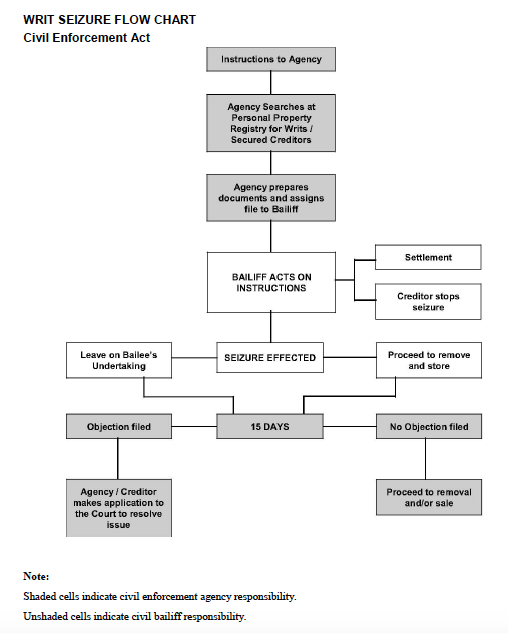 WRIT SEIZURE FLOW CHART
Civil Enforcement Act
Instructions to Agency
Agency Searches at
Personal Property
Registry for Writs /
Secured Creditors
Agency prepares
documents and assigns
file to Bailiff
BAILIFF ACTS ON
INSTRUCTIONS
Settlement
Creditor stops
seizure
Leave on Bailee's
Undertaking
SEIZURE EFFECTED
Proceed to remove
and store
Objection filed
15 DAYS
No Objection filed
Agency / Creditor
makes application to
the Court to resolve
issue
Proceed to removal
and/or sale
Note:
Shaded cells indicate civil enforcement agency responsibility.
Unshaded cells indicate civil bailiff responsibility.